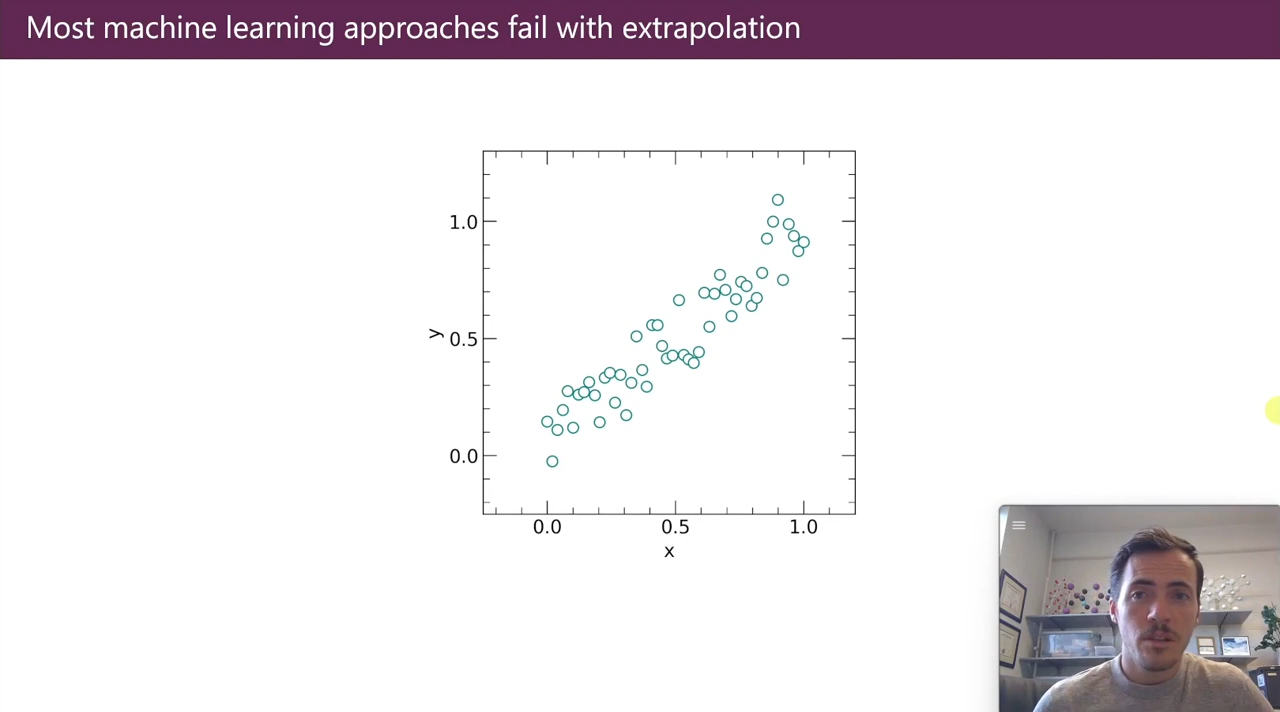 Most machine learning approaches fail with extrapolation
1.0
y
0.5
0.0
0.0 0.5 1.0
x